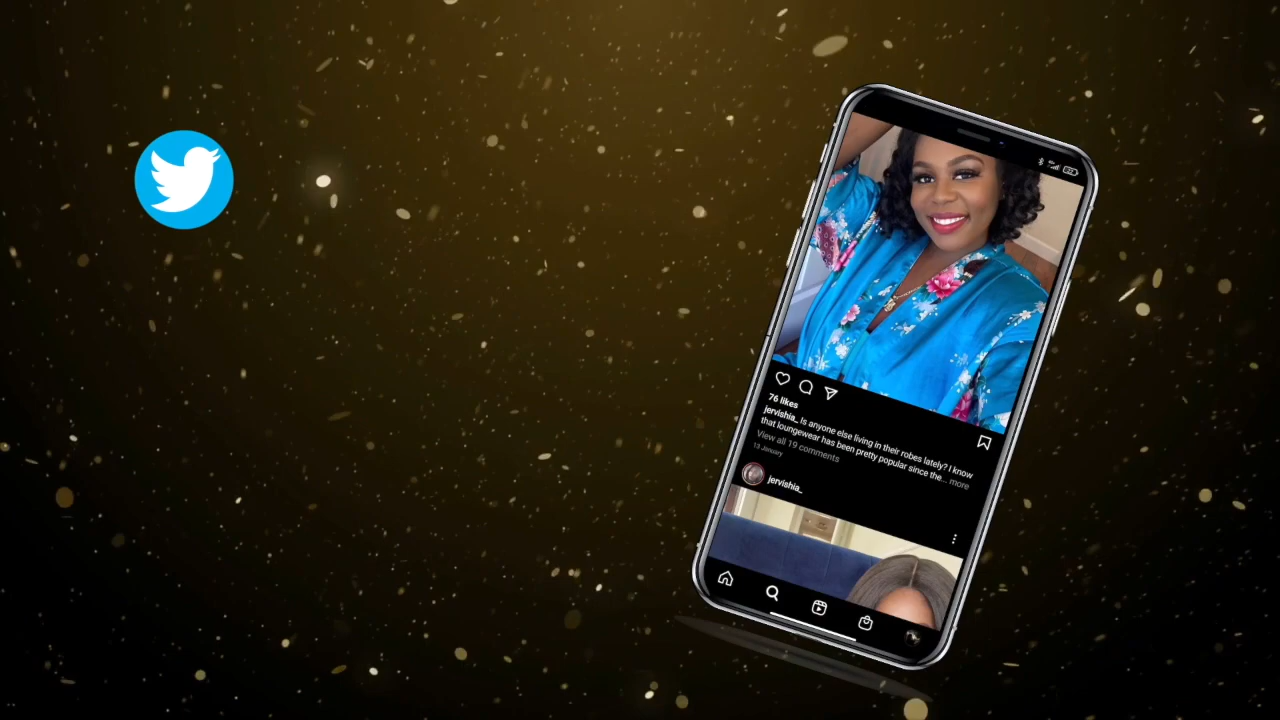 76 likes
jervishia_ Is anyone else living in their robes lately? I know
that loungewear has been pretty popular since the... more
View all 19 comments
13 January
jervishia_